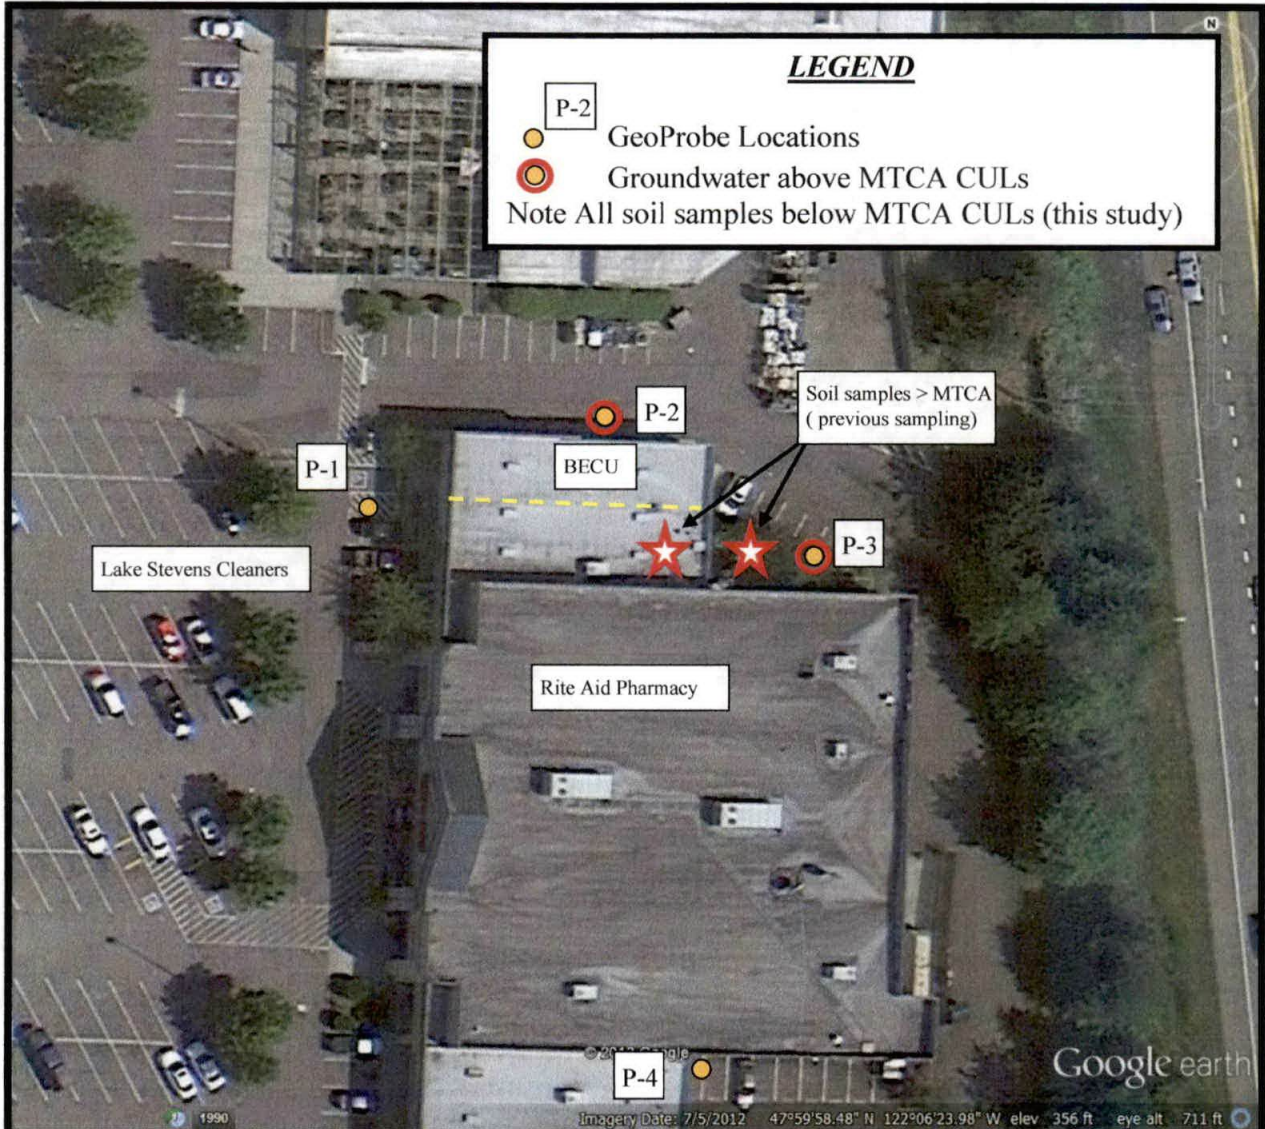 N
LEGEND
P-2
GeoProbe Locations
Groundwater above MTCA CULs
Note All soil samples below MTCA CULs (this study)
Soil samples > MTCA
( previous sampling)
P-2
BECU
P-1
P-3
Lake Stevens Cleaners
Rite Aid Pharmacy
© 2013 Google
P-4
Google earth
1990
Imagery Date: 7/5/2012 47°59'58.48" N 122°06'23.98" W elev 356 ft eye alt 711 ft